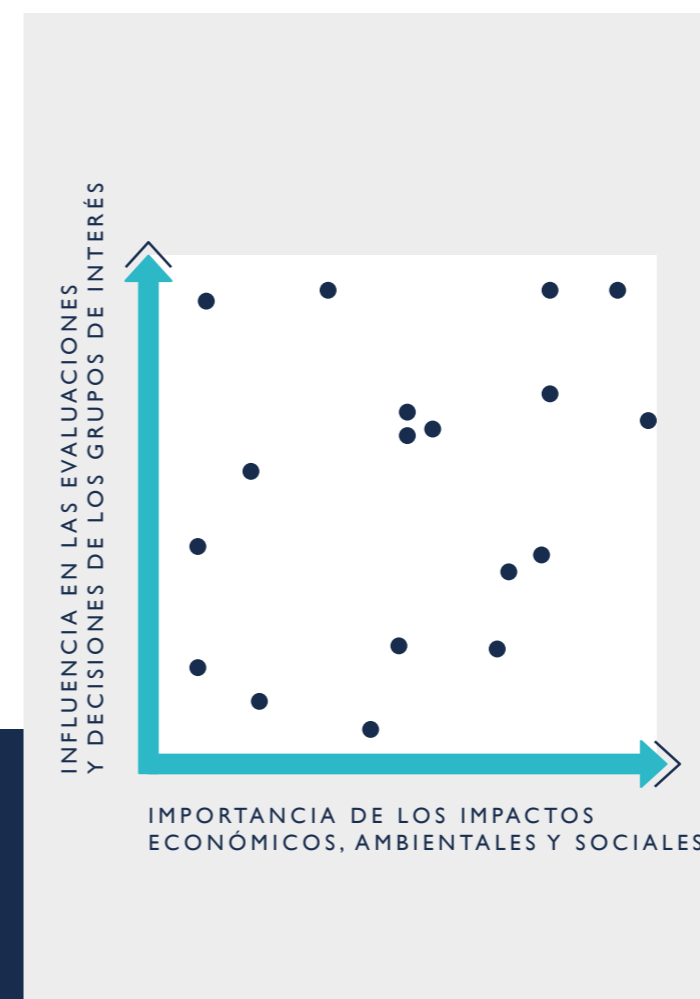 INFLUENCIA EN LAS EVALUACIONES
Y DECISIONES DE LOS GRUPOS DE INTERÉS
IMPORTANCIA DE LOS IMPACTOS
ECONÓMICOS, AMBIENTALES Y SOCIALES